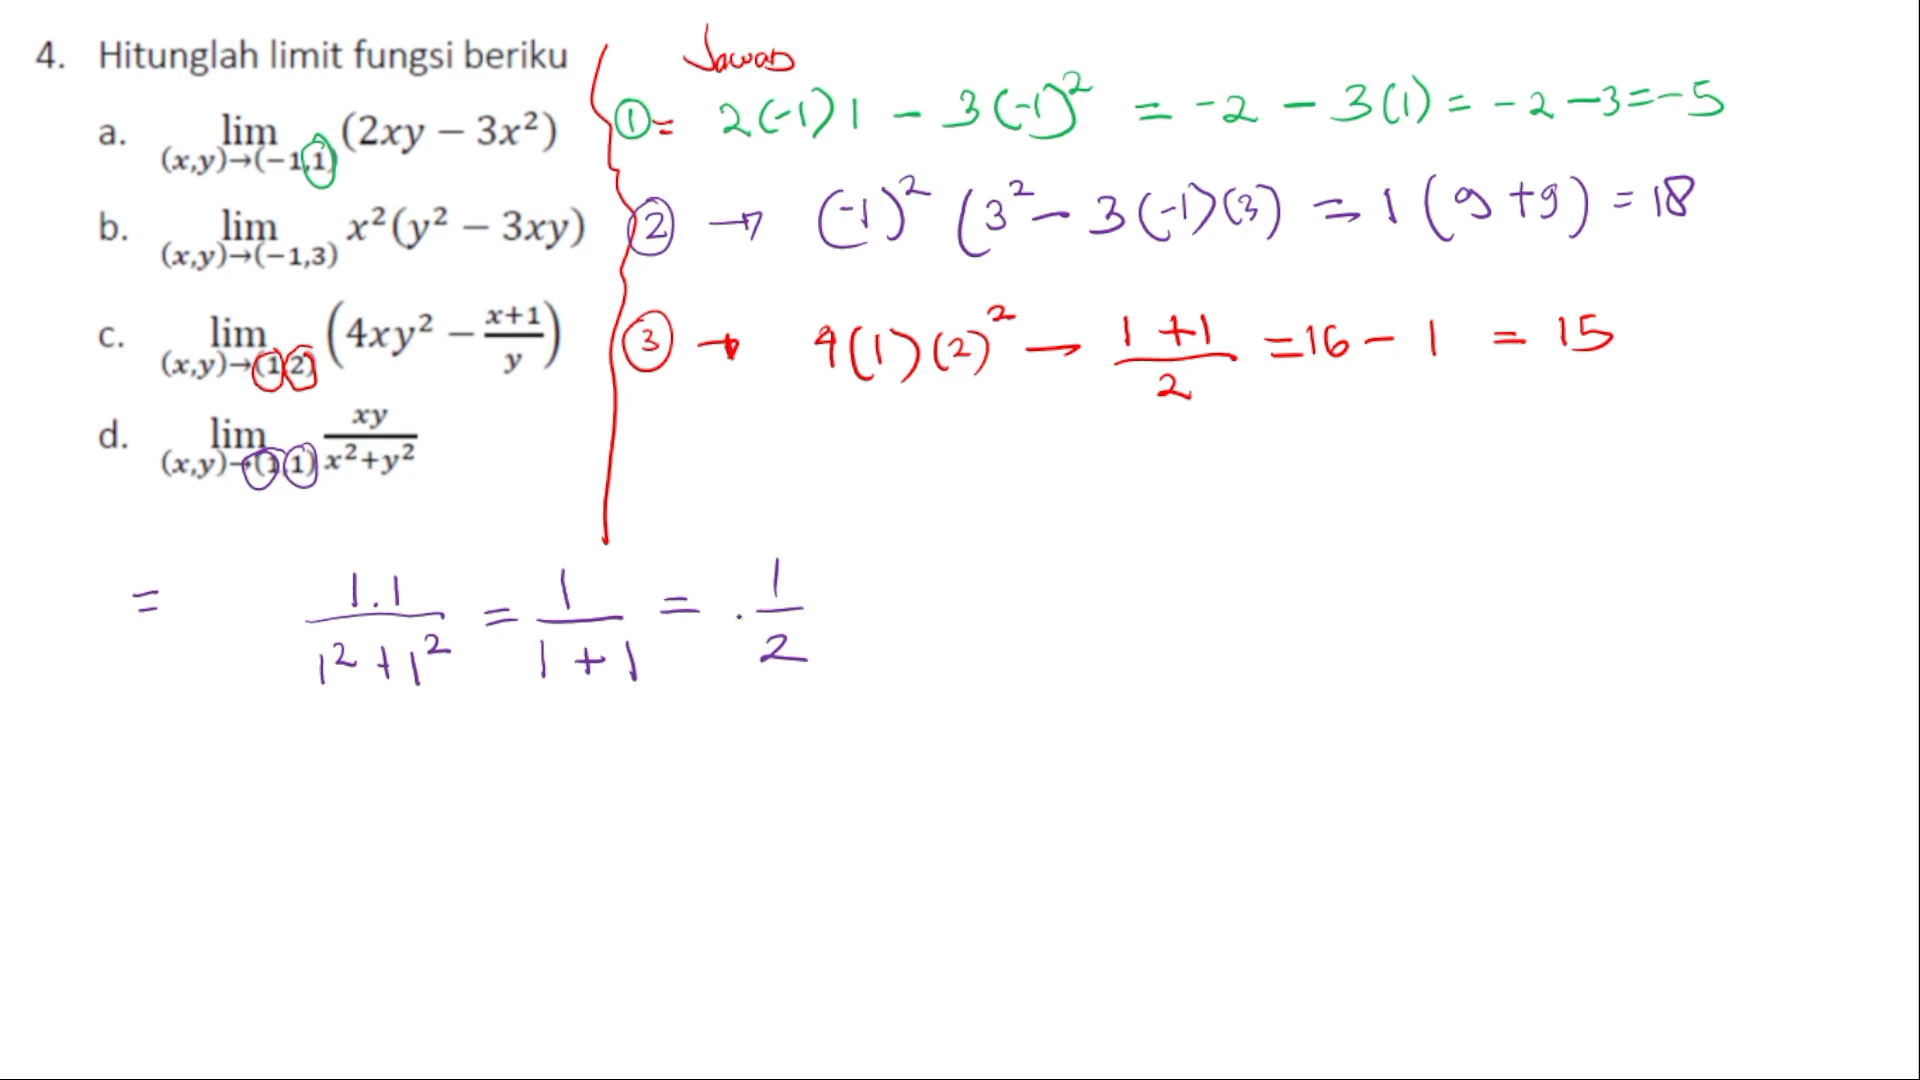 4. Hitunglah limit fungsi beriku
a. lim (x,y)→(−1,1) (2xy − 3x²)
b. lim (x,y)→(−1,3) x²(y² − 3xy)
c. lim (x,y)→(1,2) (4xy² − (x+1)/y)
d. lim (x,y)→(1,1) xy/(x²+y²)
Jawab
① = 2(-1)1 - 3(-1)² = -2 - 3(1) = -2 -3 = -5
② → (-1)² (3² - 3(-1)(3) = 1(9+9) = 18
③ → 4(1)(2)² - (1+1)/2 = 16 - 1 = 15
= 1.1/(1²+1²) = 1/(1+1) = . 1/2